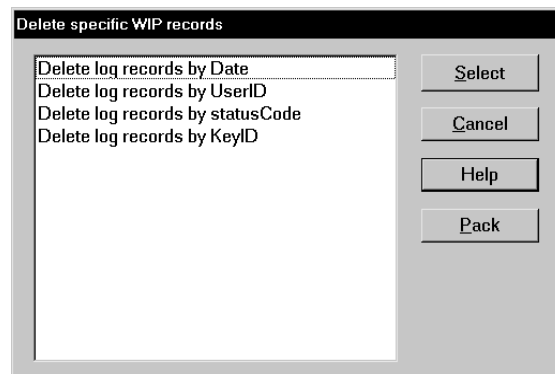 Delete specific WIP records
Delete log records by Date
Delete log records by UserID
Delete log records by statusCode
Delete log records by KeyID
Select
Cancel
Help
Pack